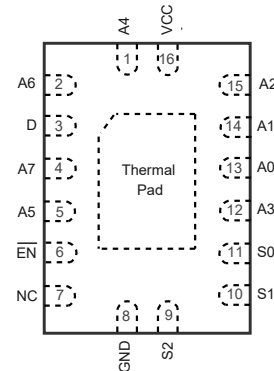 A4
VCC
1
16
A6
2
15
A2
D
3
14
A1
A7
4
Thermal
Pad
13
A0
A5
5
12
A3
EN
6
11
S0
NC
7
10
S1
8
9
GND
S2